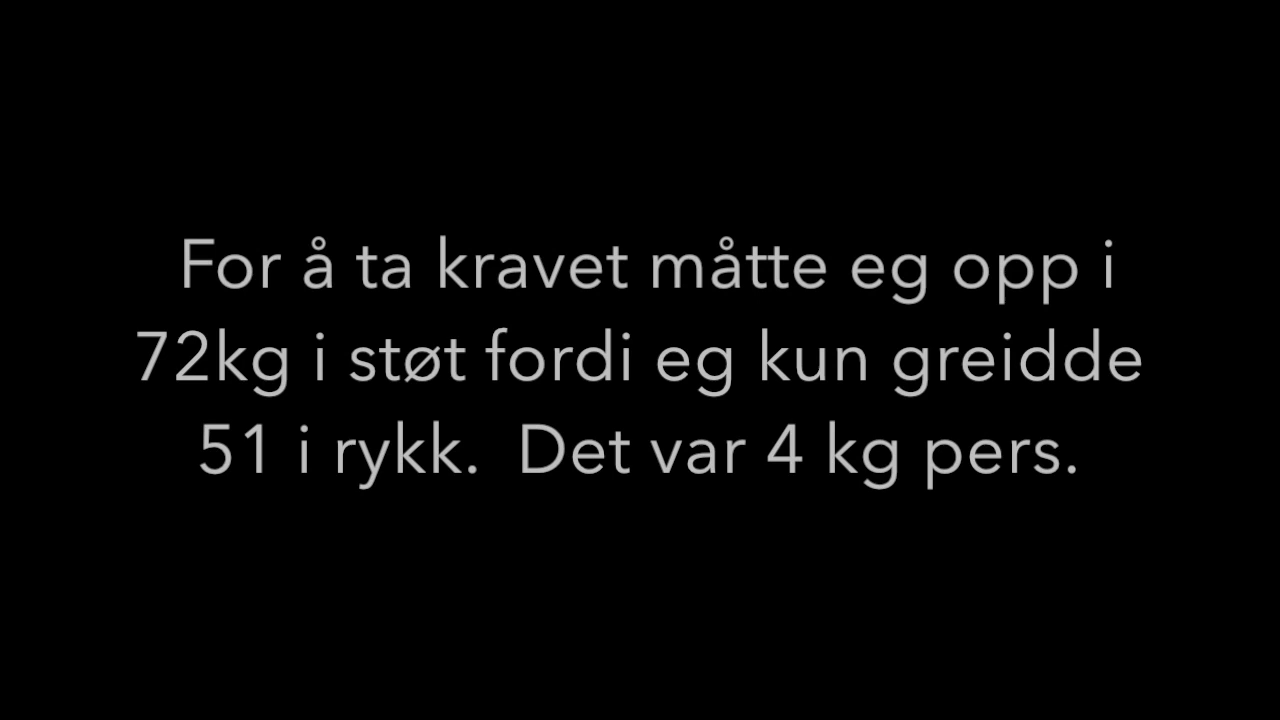 For å ta kravet måtte eg opp i
72kg i støt fordi eg kun greidde
51 i rykk.  Det var 4 kg pers.